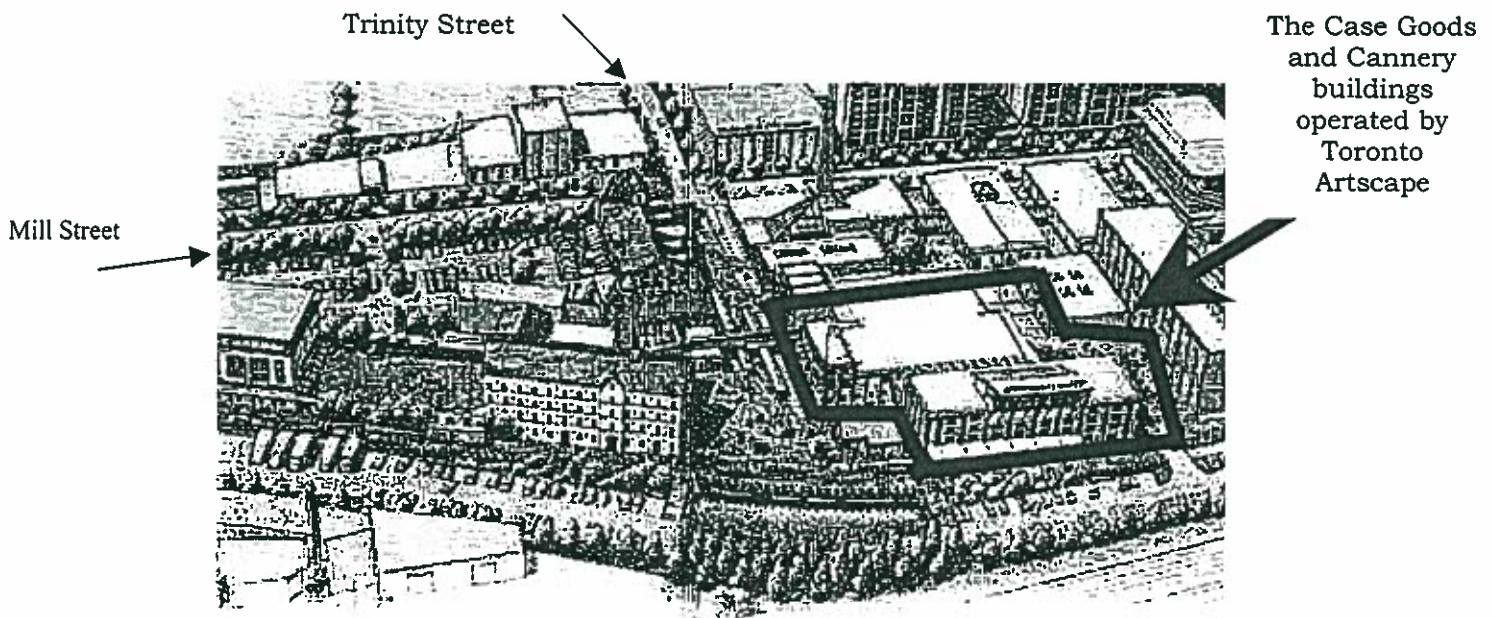 Trinity Street
The Case Goods
and Cannery
buildings
operated by
Toronto
Artscape
Mill Street